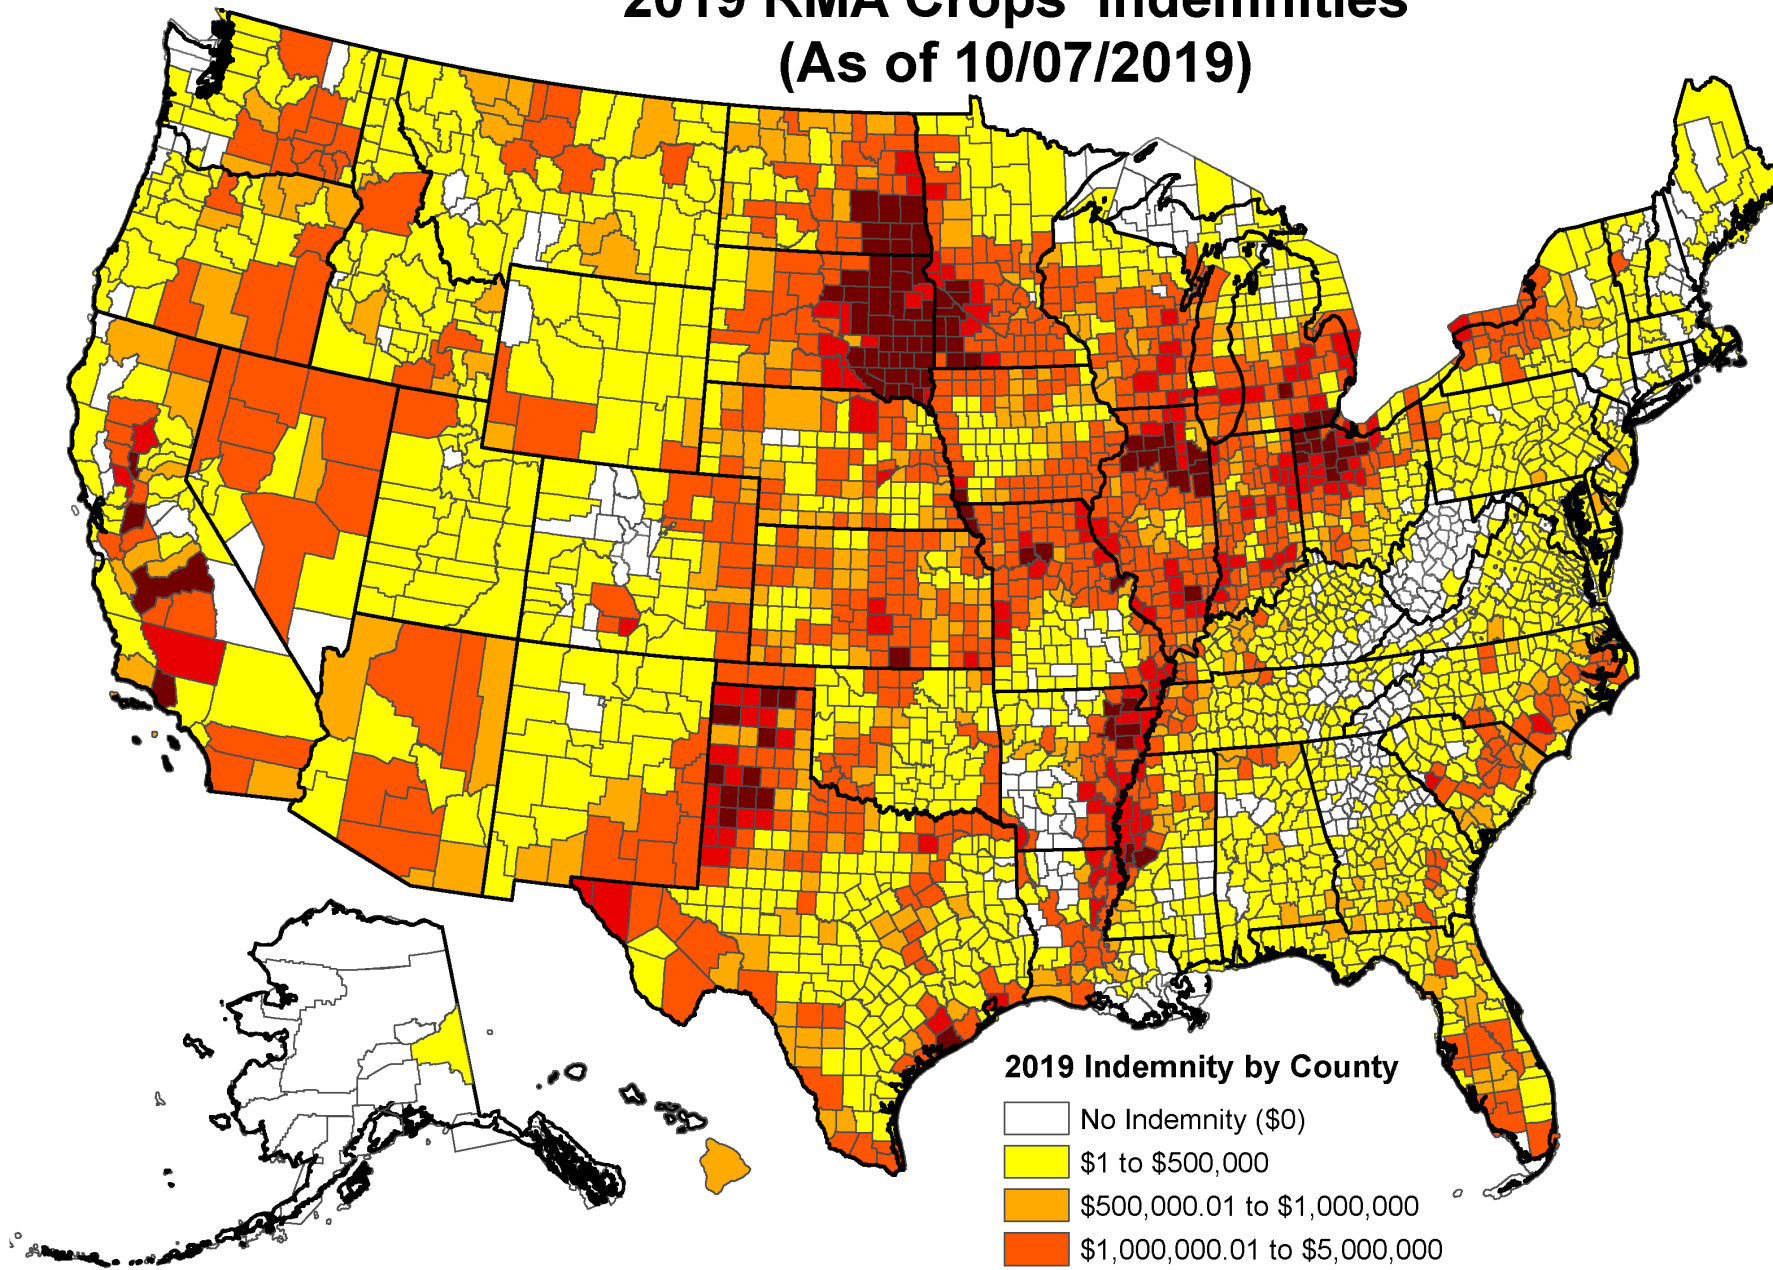 2019 RMA Crops' Indemnities
(As of 10/07/2019)
2019 Indemnity by County
No Indemnity ($0)
$1 to $500,000
$500,000.01 to $1,000,000
$1,000,000.01 to $5,000,000